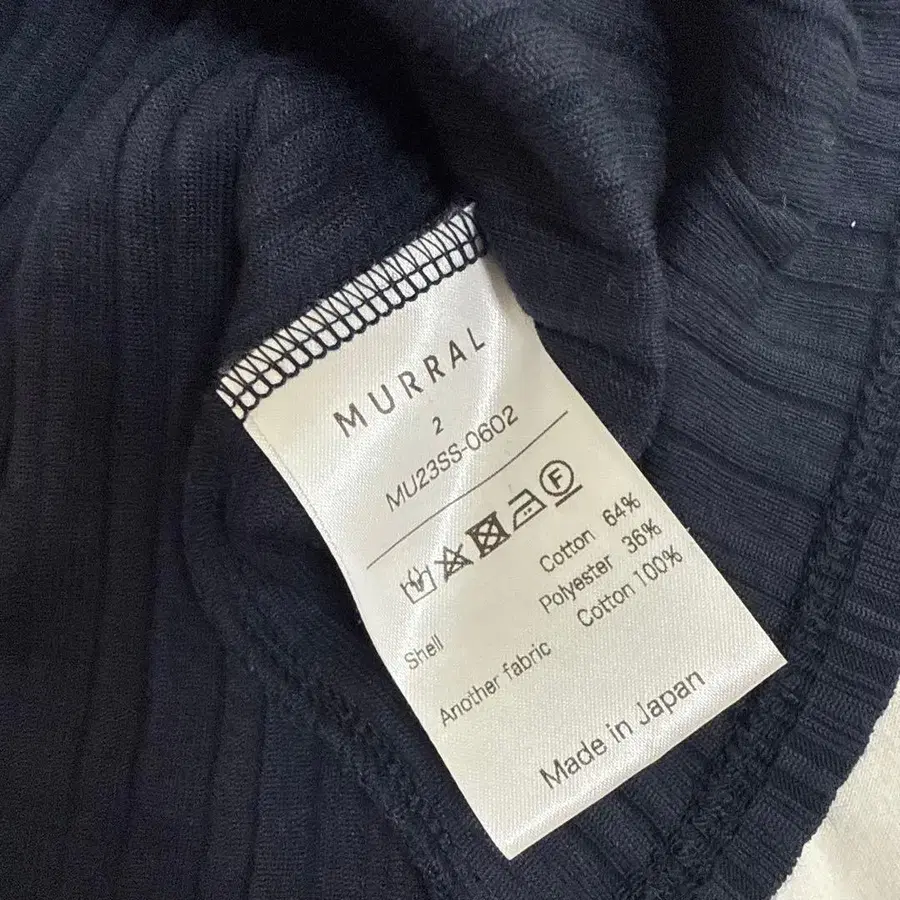 MURRAL
2
MU23SS-0602
F
Shell Cotton 64%
Polyester 36%
Another fabric Cotton 100%
Made in Japan